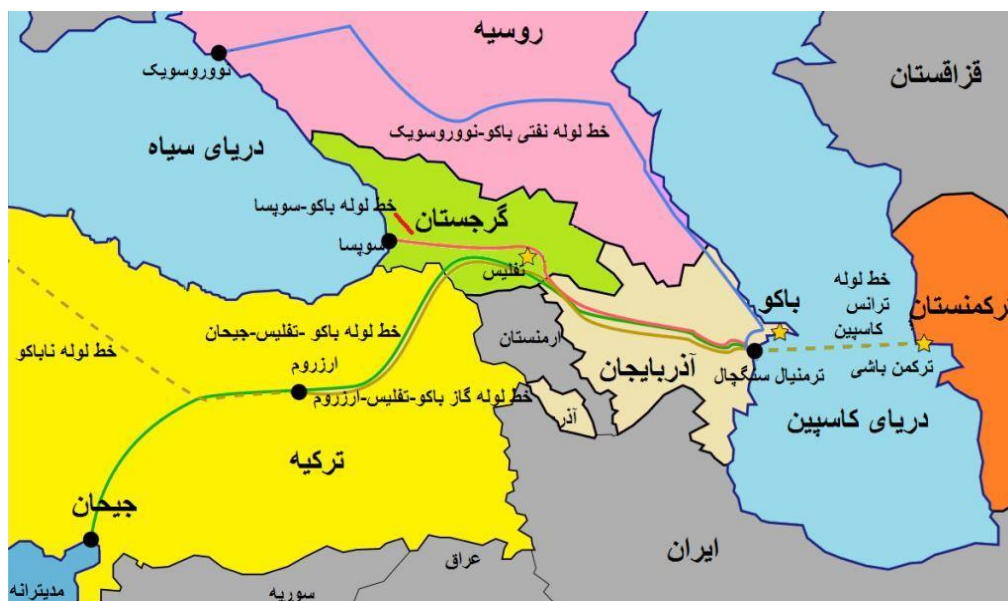 روسیه
قزاقستان
نووروسویک
خط لوله نفتی باکو-نووروسویک
دریای سیاه
خط لوله باکو-سوپسا
گرجستان
سوپسا
تفلیس
خط لوله
ترانس
کاسپین
باکو
ترکمنستان
خط لوله باکو -تفلیس-جیحان
ارمنستان
خط لوله ناباکو
ارزروم
آذربایجان
ترمنیال سنگچال
ترکمن باشی
خط لوله گاز باکو-تفلیس-ارزروم
آذر
دریای کاسپین
ترکیه
جیحان
ایران
عراق
مدیترانه
سوریه